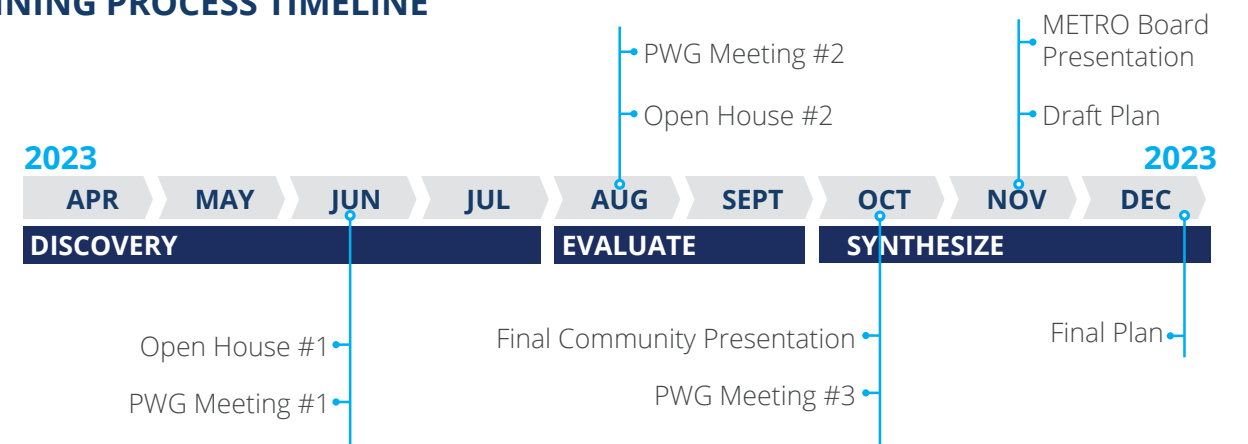 NING PROCESS TIMELINE
METRO Board
Presentation
PWG Meeting #2
Open House #2
Draft Plan
2023
2023
APR MAY JUN JUL AUG SEPT OCT NOV DEC
DISCOVERY EVALUATE SYNTHESIZE
Open House #1
Final Community Presentation
Final Plan
PWG Meeting #1
PWG Meeting #3